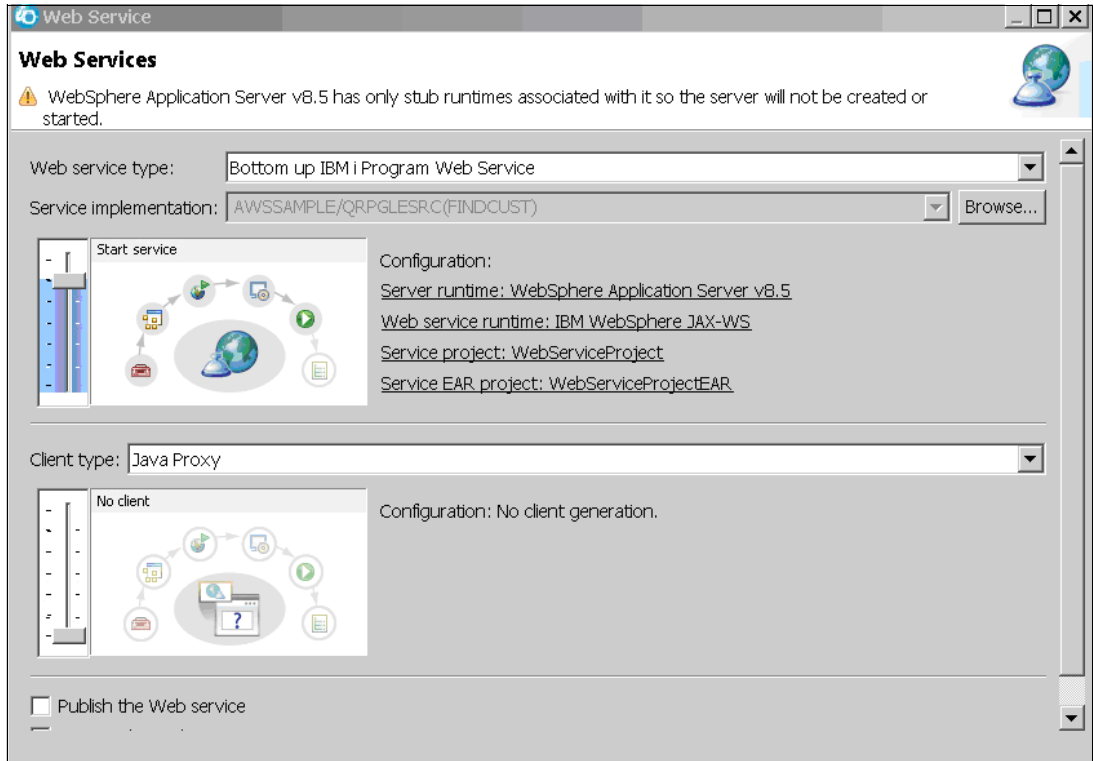 Web Service
Web Services
WebSphere Application Server v8.5 has only stub runtimes associated with it so the server will not be created or
started.
Web service type: Bottom up IBM i Program Web Service
Service implementation: AWSSAMPLE/QRPGLESRC(FINDCUST) Browse...
Start service
Configuration:
Server runtime: WebSphere Application Server v8.5
Web service runtime: IBM WebSphere JAX-WS
Service project: WebServiceProject
Service EAR project: WebServiceProjectEAR
Client type: Java Proxy
No client
Configuration: No client generation.
Publish the Web service